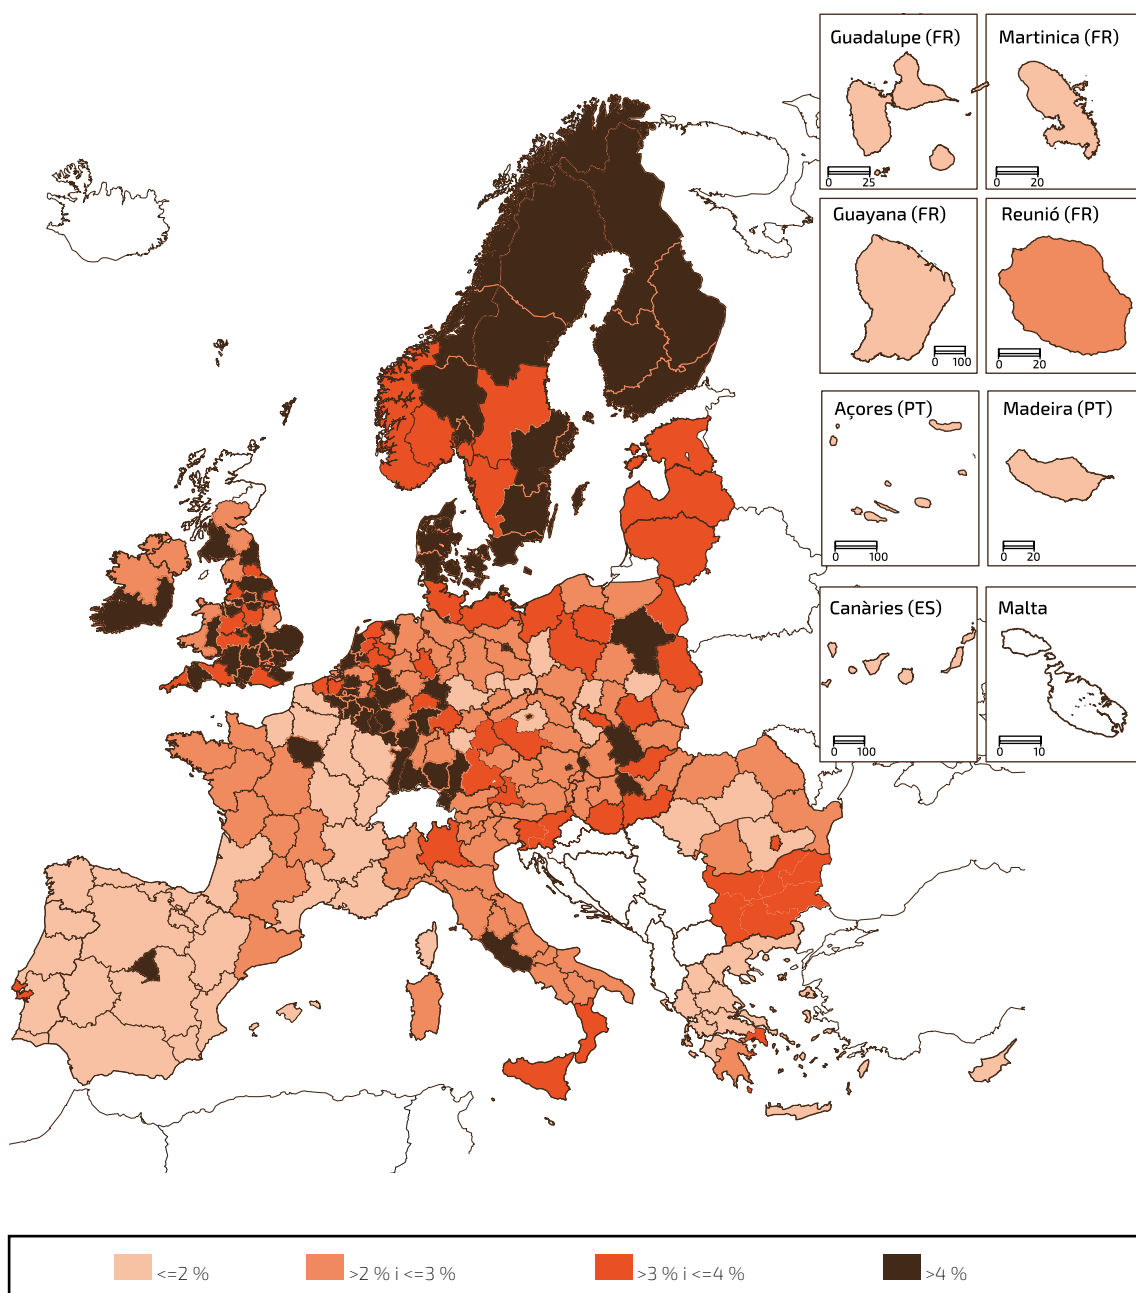 Guadalupe (FR)
25
Martinica (FR)
0 20
Guayana (FR)
0 100
Reunió (FR)
0 20
Açores (PT)
0 100
Madeira (PT)
0 20
Canàries (ES)
0 100
Malta
0 10
<=2 %
>2 % i <=3 %
>3 % i <=4 %
>4 %